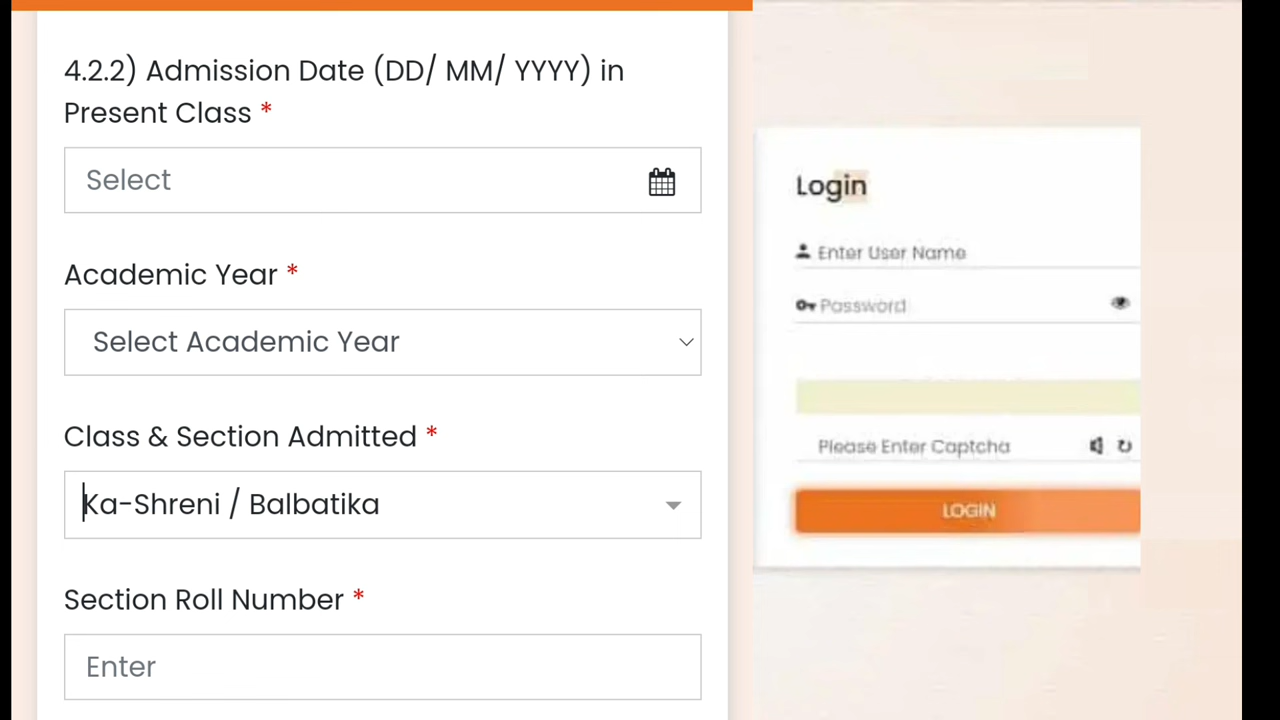 4.2.2) Admission Date (DD/ MM/ YYYY) in
Present Class *
Select
Academic Year *
Select Academic Year
Class & Section Admitted *
Ka-Shreni / Balbatika
Section Roll Number *
Enter
Login
Enter User Name
Password
Please Enter Captcha
LOGIN